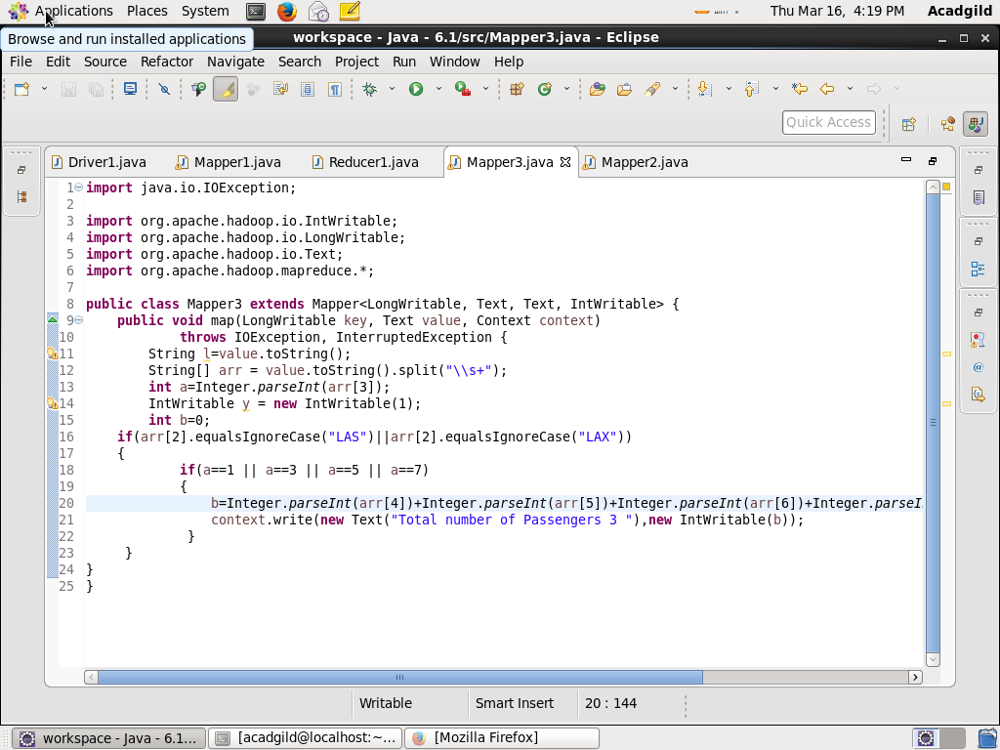 Applications Places System Thu Mar 16, 4:19 PM Acadgild
Browse and run installed applications
workspace - Java - 6.1/src/Mapper3.java - Eclipse
File Edit Source Refactor Navigate Search Project Run Window Help
Quick Access
Driver1.java Mapper1.java Reducer1.java Mapper3.java Mapper2.java
1 import java.io.IOException;
2
3 import org.apache.hadoop.io.IntWritable;
4 import org.apache.hadoop.io.LongWritable;
5 import org.apache.hadoop.io.Text;
6 import org.apache.hadoop.mapreduce.*;
7
8 public class Mapper3 extends Mapper<LongWritable, Text, Text, IntWritable> {
9 public void map(LongWritable key, Text value, Context context)
10 throws IOException, InterruptedException {
11 String l=value.toString();
12 String[] arr = value.toString().split("\\s+");
13 int a=Integer.parseInt(arr[3]);
14 IntWritable y = new IntWritable(1);
15 int b=0;
16 if(arr[2].equalsIgnoreCase("LAS")||arr[2].equalsIgnoreCase("LAX"))
17 {
18 if(a==1 || a==3 || a==5 || a==7)
19 {
20 b=Integer.parseInt(arr[4])+Integer.parseInt(arr[5])+Integer.parseInt(arr[6])+Integer.parseI
21 context.write(new Text("Total number of Passengers 3 "),new IntWritable(b));
22 }
23 }
24 }
25 }
Writable Smart Insert 20 : 144
workspace - Java - 6.1... [acadgild@localhost:~... [Mozilla Firefox]